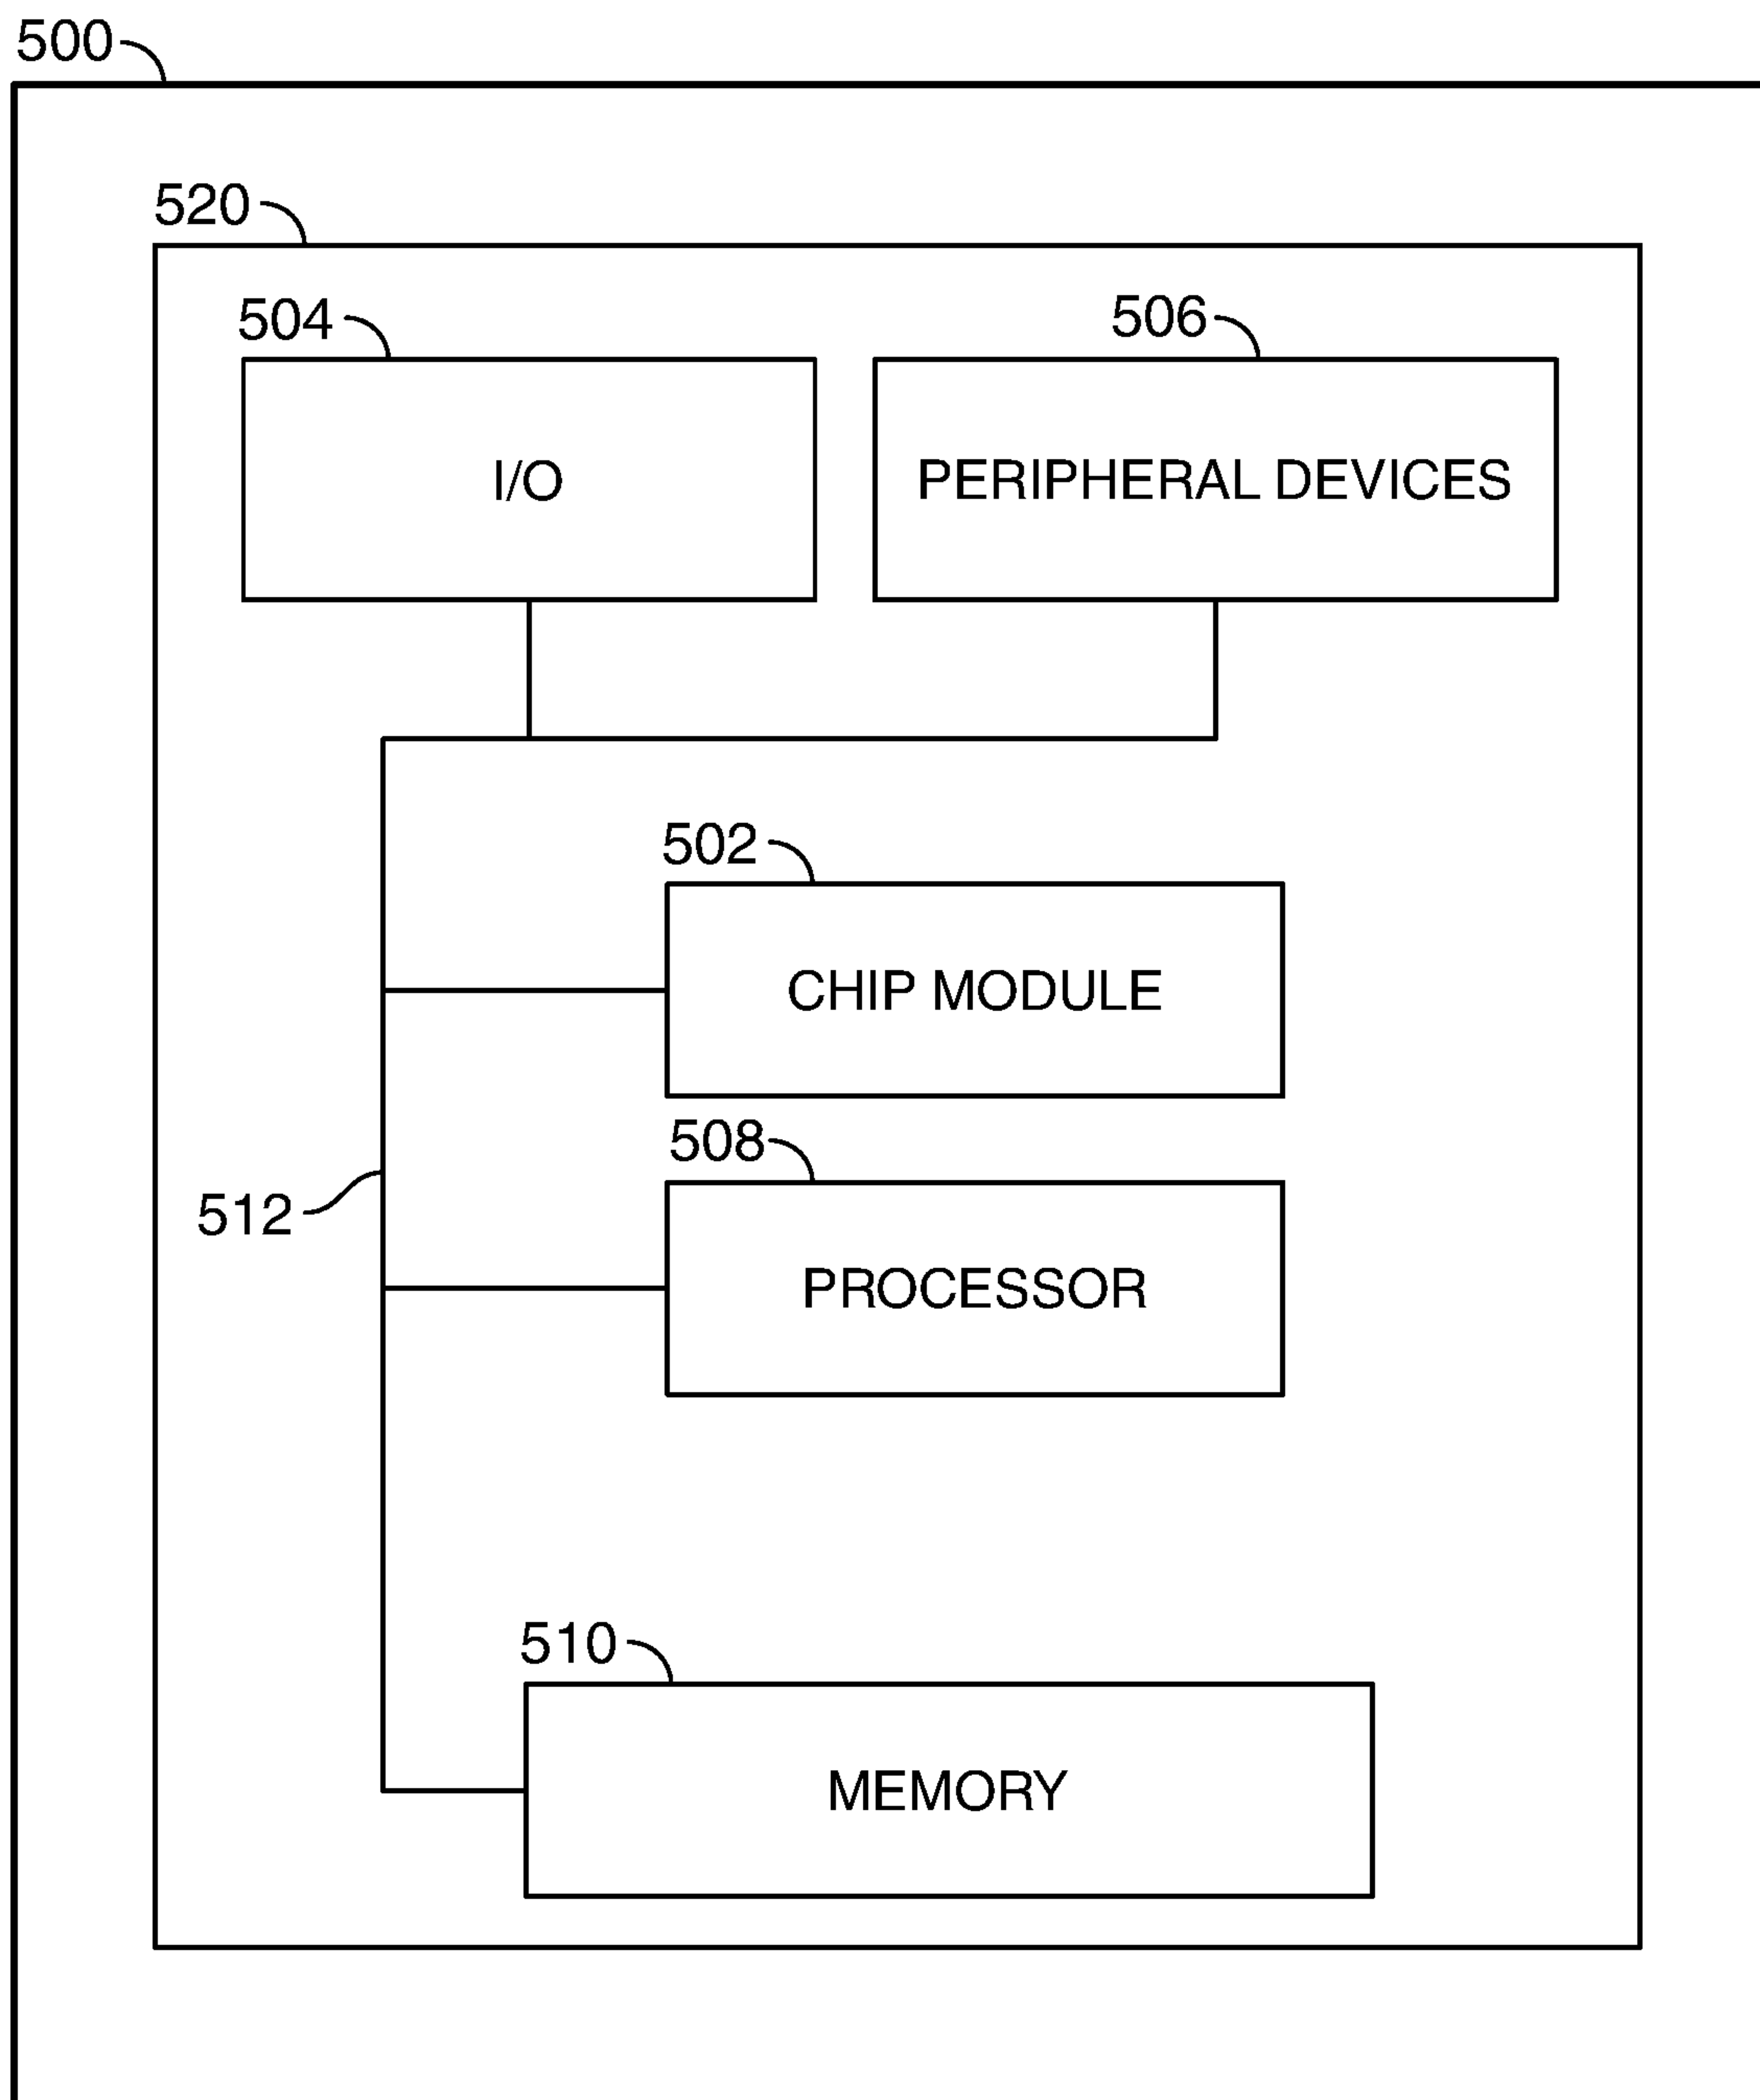 500
520
504
506
I/O
PERIPHERAL DEVICES
502
CHIP MODULE
508
512
PROCESSOR
510
MEMORY